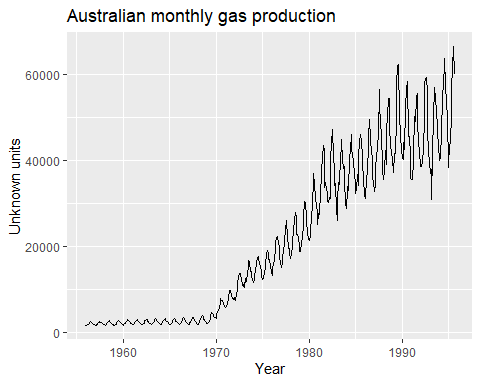 Australian monthly gas production
Unknown units
60000
40000
20000
0
1960 1970 1980 1990
Year